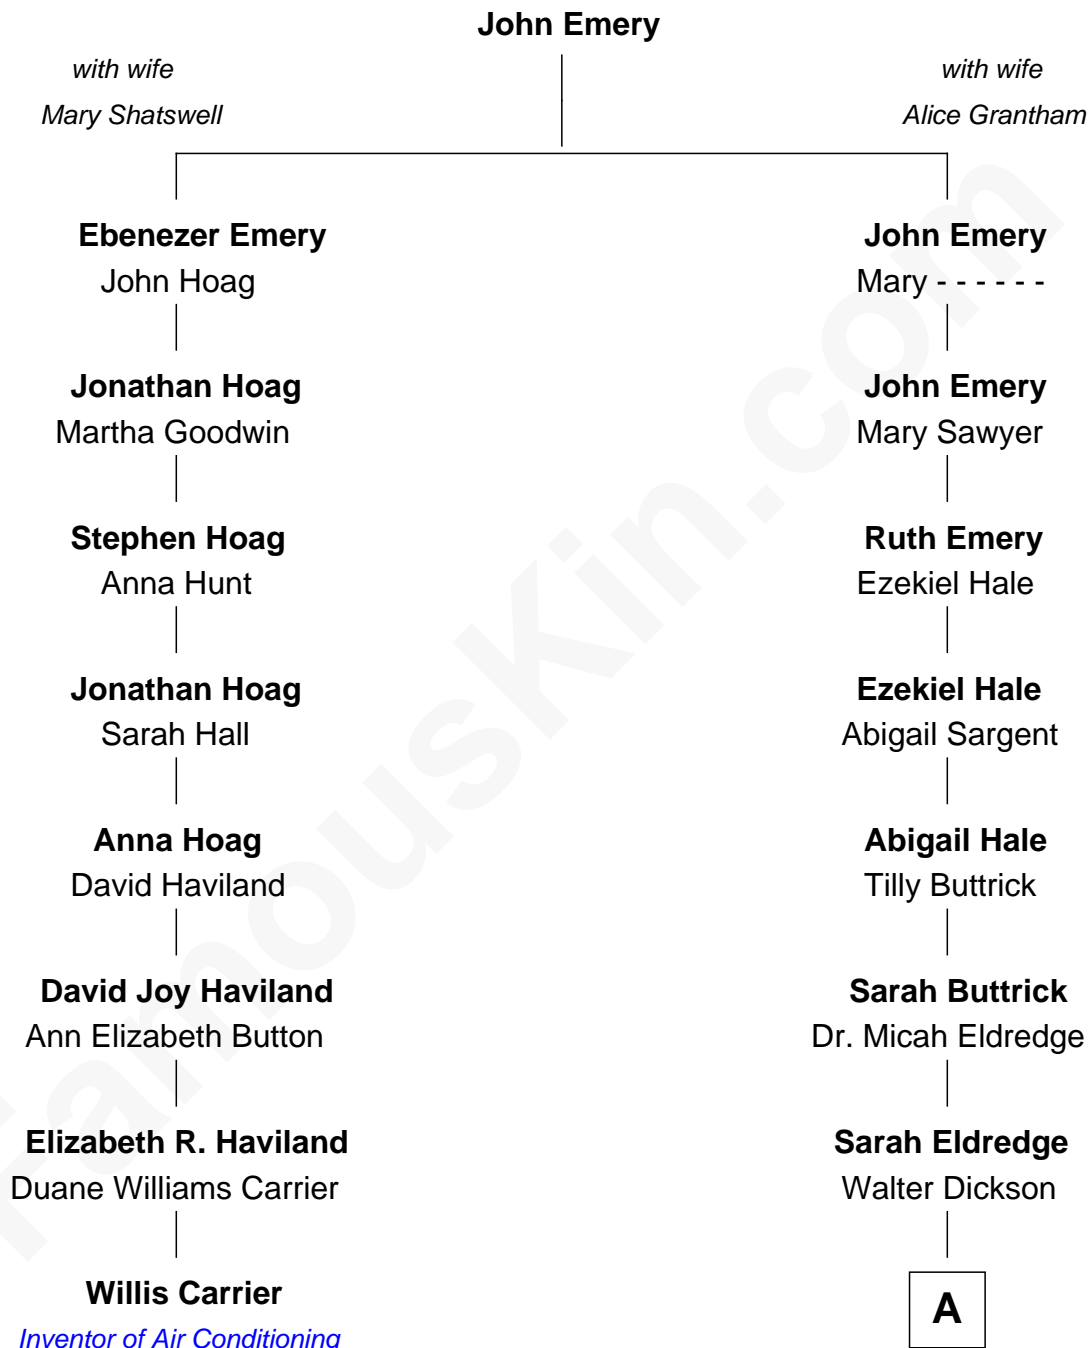 John Emery
with wife
Mary Shatswell
with wife
Alice Grantham
Ebenezer Emery
John Hoag
John Emery
Mary - - - - - -
Jonathan Hoag
Martha Goodwin
John Emery
Mary Sawyer
Stephen Hoag
Anna Hunt
Ruth Emery
Ezekiel Hale
Jonathan Hoag
Sarah Hall
Ezekiel Hale
Abigail Sargent
Anna Hoag
David Haviland
Abigail Hale
Tilly Buttrick
David Joy Haviland
Ann Elizabeth Button
Sarah Buttrick
Dr. Micah Eldredge
Elizabeth R. Haviland
Duane Williams Carrier
Sarah Eldredge
Walter Dickson
Willis Carrier
Inventor of Air Conditioning
A
FamousKin.com